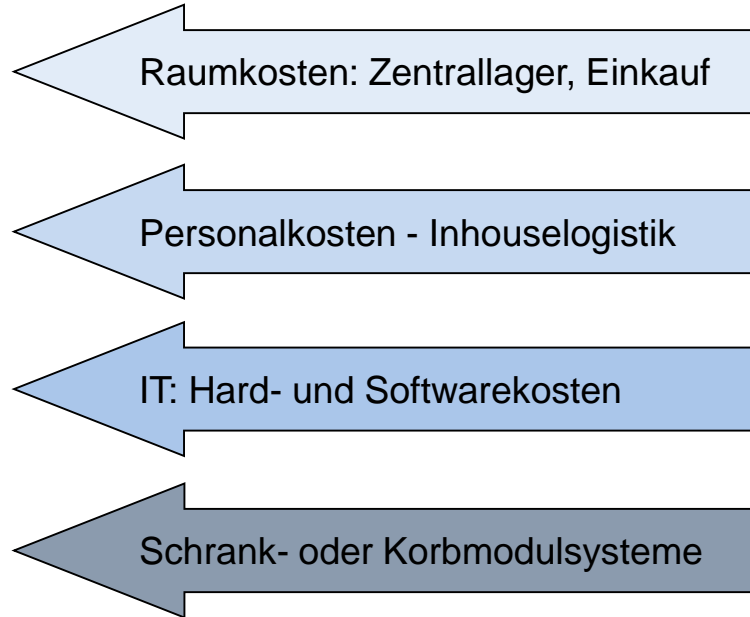 Raumkosten: Zentrallager, Einkauf
Personalkosten - Inhouselogistik
IT: Hard- und Softwarekosten
Schrank- oder Korbmodulsysteme